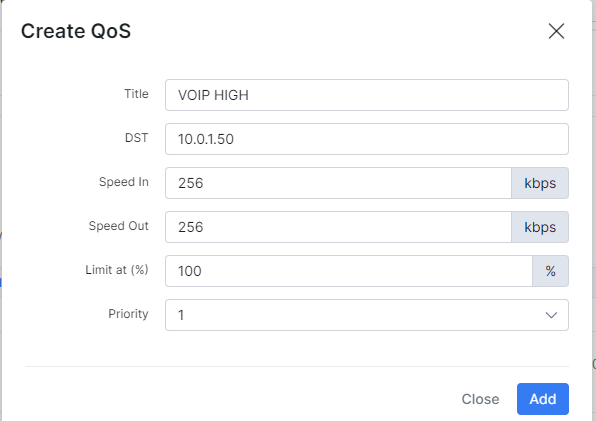 Create QoS
Title VOIP HIGH
DST 10.0.1.50
Speed In 256 kbps
Speed Out 256 kbps
Limit at (%) 100 %
Priority 1
Close Add